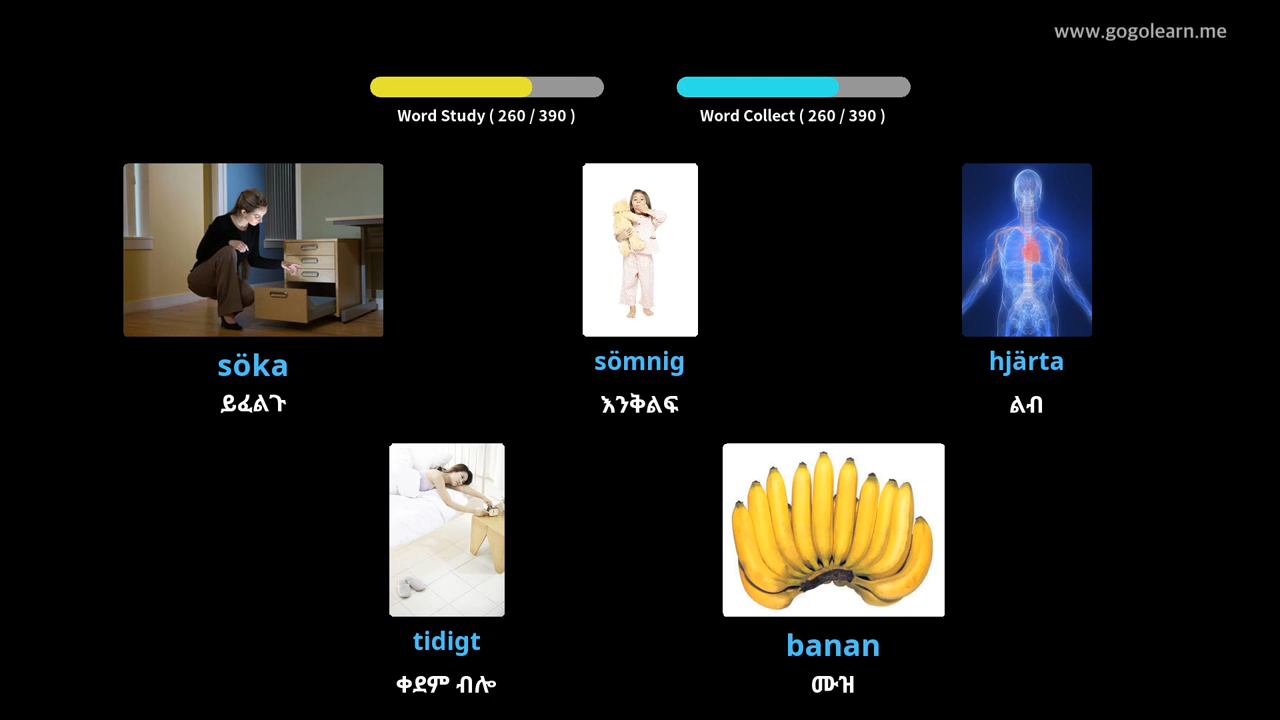 www.gogolearn.me
Word Study ( 260 / 390 )
Word Collect ( 260 / 390 )
söka
ይፈልጉ
sömnig
እንቅልፍ
hjärta
ልብ
tidigt
ቀደም ብሎ
banan
ሙዝ